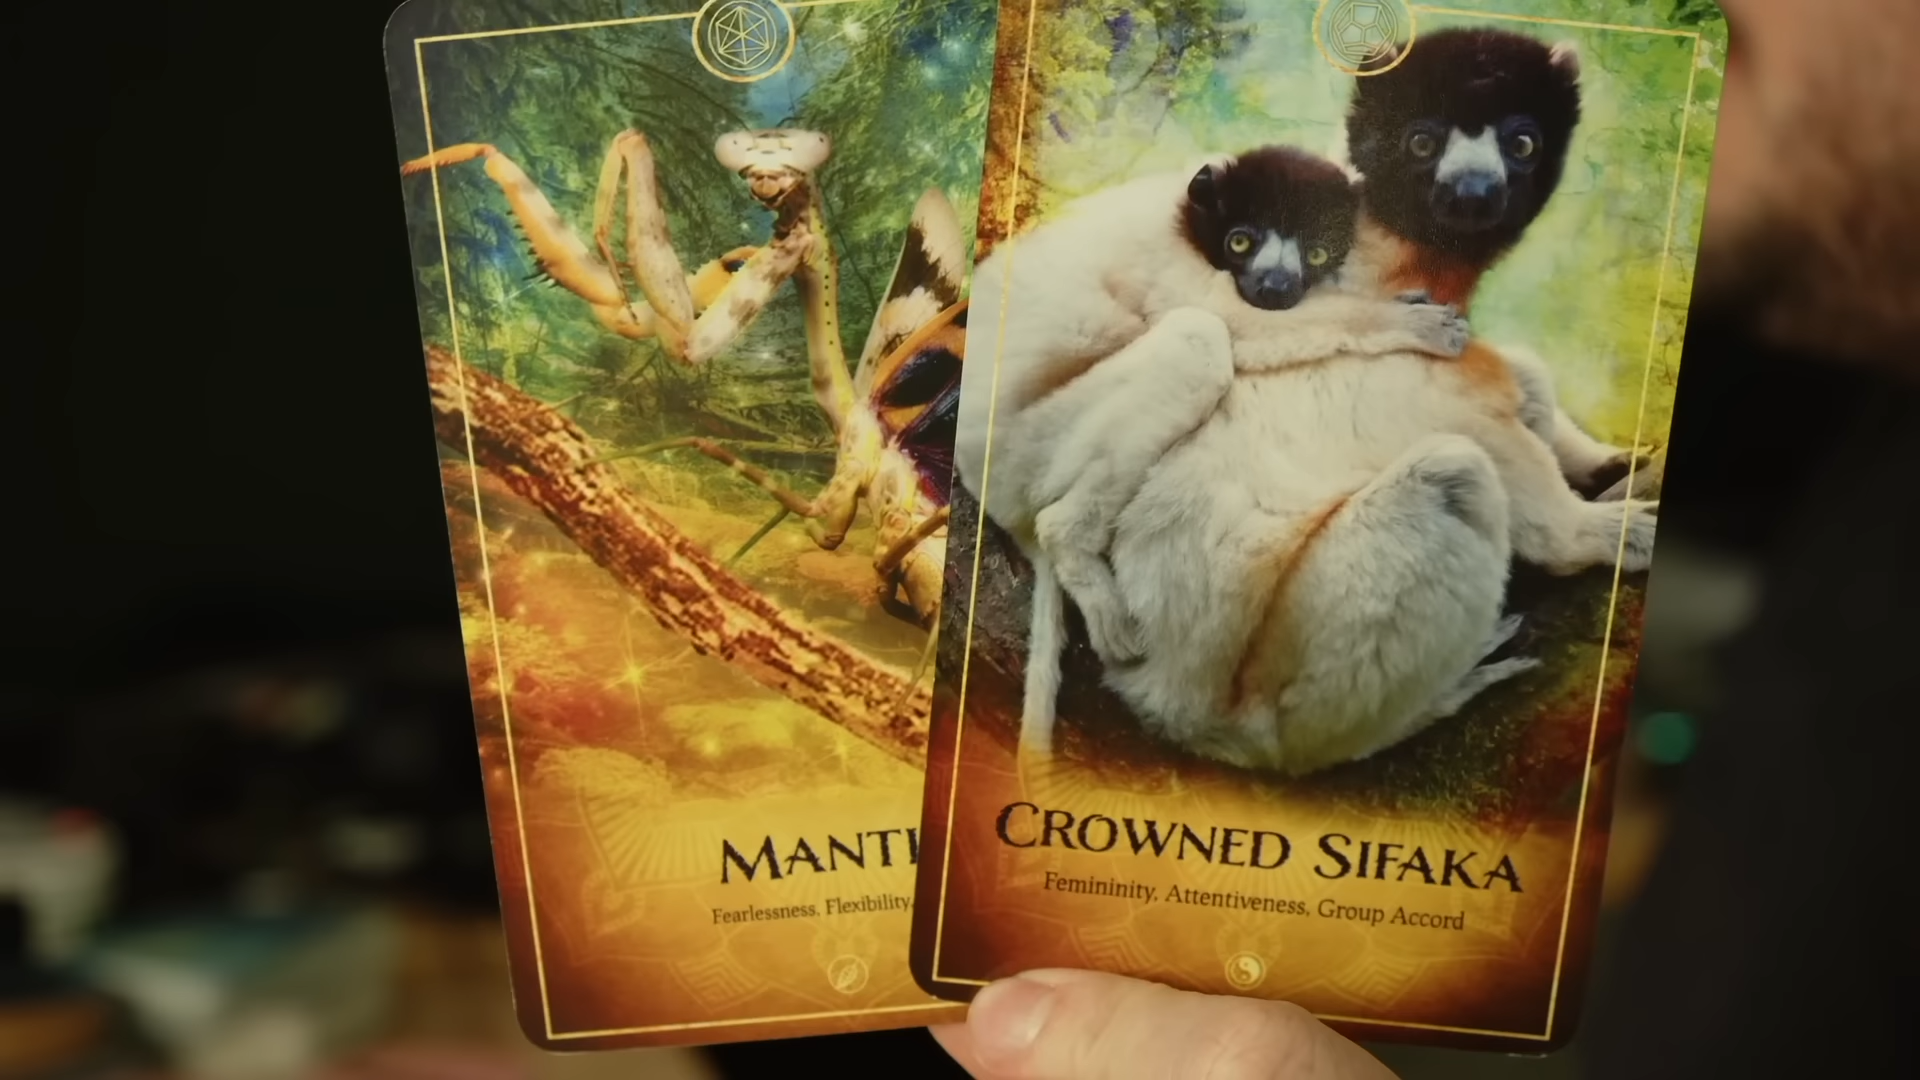 MANTI
Fearlessness, Flexibility,
CROWNED SIFAKA
Femininity, Attentiveness, Group Accord